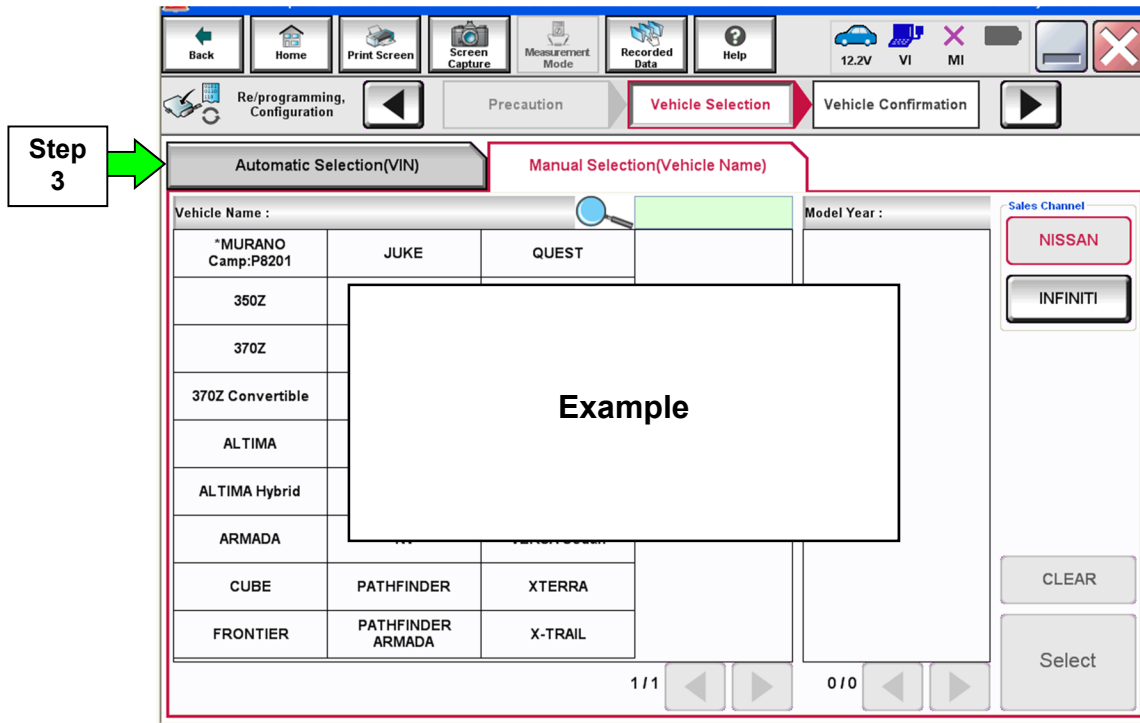 Back
Home
Print Screen
Screen
Capture
Measurement
Mode
Recorded
Data
Help
12.2V
VI
MI
Re/programming,
Configuration
Precaution
Vehicle Selection
Vehicle Confirmation
Step
3
Automatic Selection(VIN)
Manual Selection(Vehicle Name)
Vehicle Name :
Model Year :
Sales Channel
*MURANO
Camp:P8201
JUKE
QUEST
NISSAN
350Z
INFINITI
370Z
370Z Convertible
Example
ALTIMA
ALTIMA Hybrid
ARMADA
CUBE
PATHFINDER
XTERRA
CLEAR
FRONTIER
PATHFINDER
ARMADA
X-TRAIL
Select
1/1
0/0